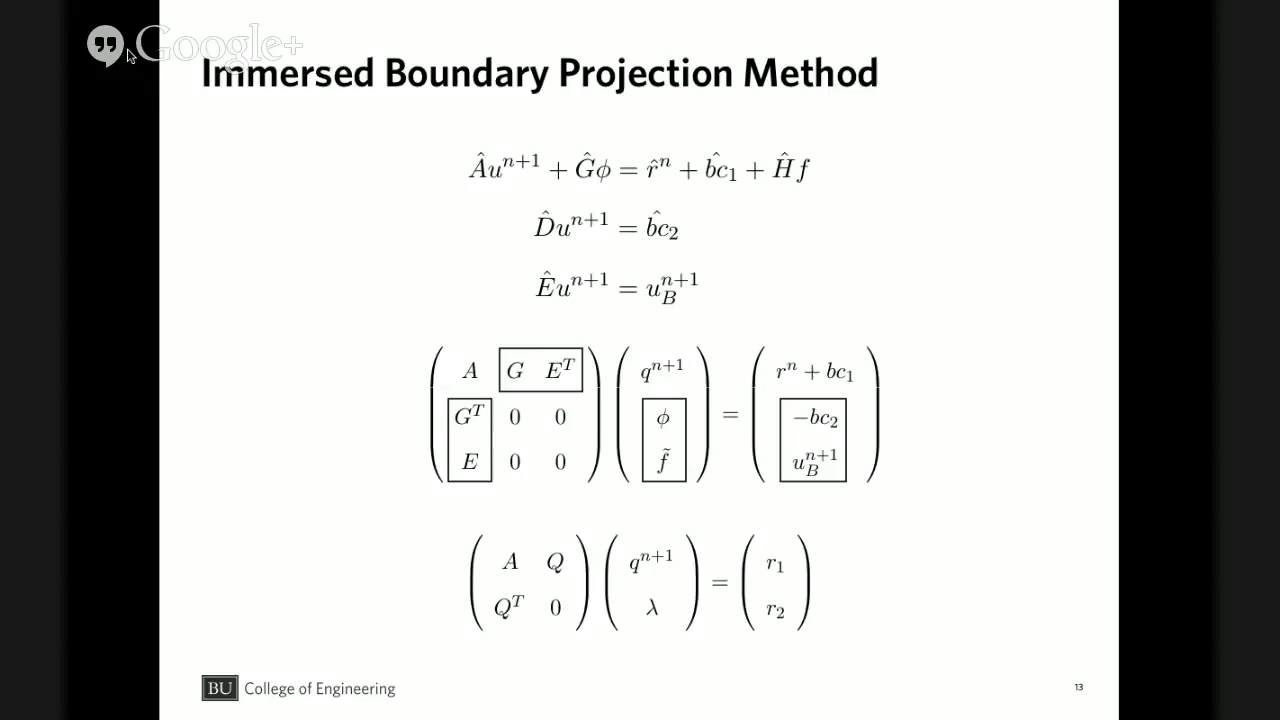 Google+
Immersed Boundary Projection Method
Âu^{n+1} + Ĝϕ = r̂^n + b̂c_1 + Ĥf
D̂u^{n+1} = b̂c_2
Êu^{n+1} = u_B^{n+1}
A G E^T q^{n+1} r^n + bc_1
G^T 0 0 ϕ = −bc_2
E 0 0 f̃ u_B^{n+1}
A Q q^{n+1} = r_1
Q^T 0 λ r_2
BU College of Engineering
13